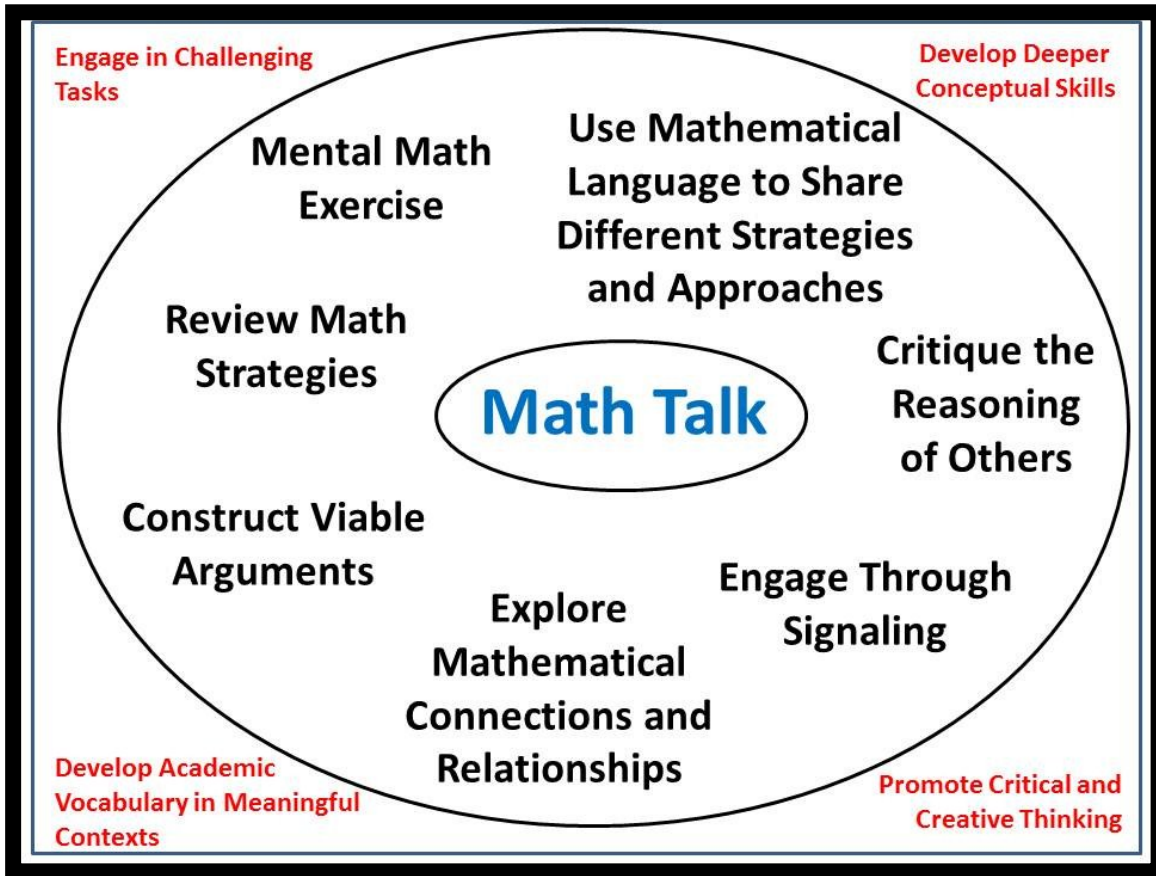 Engage in Challenging
Tasks
Develop Deeper
Conceptual Skills
Mental Math
Exercise
Use Mathematical
Language to Share
Different Strategies
and Approaches
Review Math
Strategies
Critique the
Reasoning
of Others
Math Talk
Construct Viable
Arguments
Engage Through
Signaling
Explore
Mathematical
Connections and
Relationships
Develop Academic
Vocabulary in Meaningful
Contexts
Promote Critical and
Creative Thinking